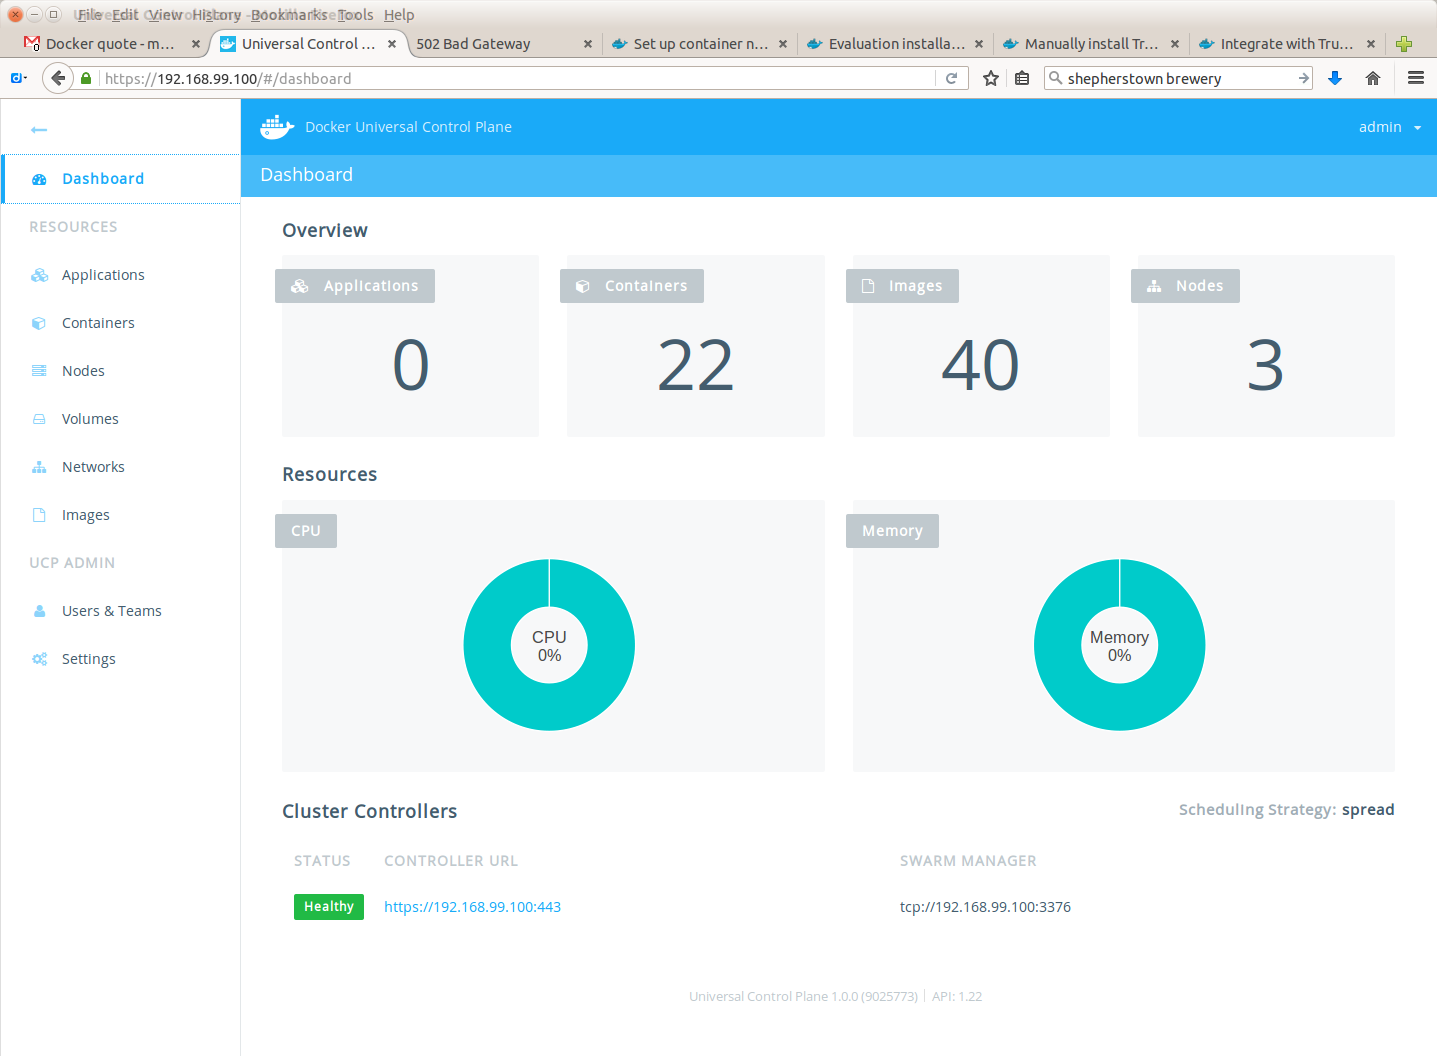 File Edit View History Bookmarks Tools Help
Docker quote - m... Universal Control ... 502 Bad Gateway Set up container n... Evaluation installa... Manually install Tr... Integrate with Tru...
https://192.168.99.100/#/dashboard shepherstown brewery
Docker Universal Control Plane admin
Dashboard
Dashboard
RESOURCES
Applications
Containers
Nodes
Volumes
Networks
Images
UCP ADMIN
Users & Teams
Settings
Overview
Applications Containers Images Nodes
0 22 40 3
Resources
CPU Memory
CPU
0%
Memory
0%
Cluster Controllers Scheduling Strategy: spread
STATUS CONTROLLER URL SWARM MANAGER
Healthy https://192.168.99.100:443 tcp://192.168.99.100:3376
Universal Control Plane 1.0.0 (9025773) API: 1.22